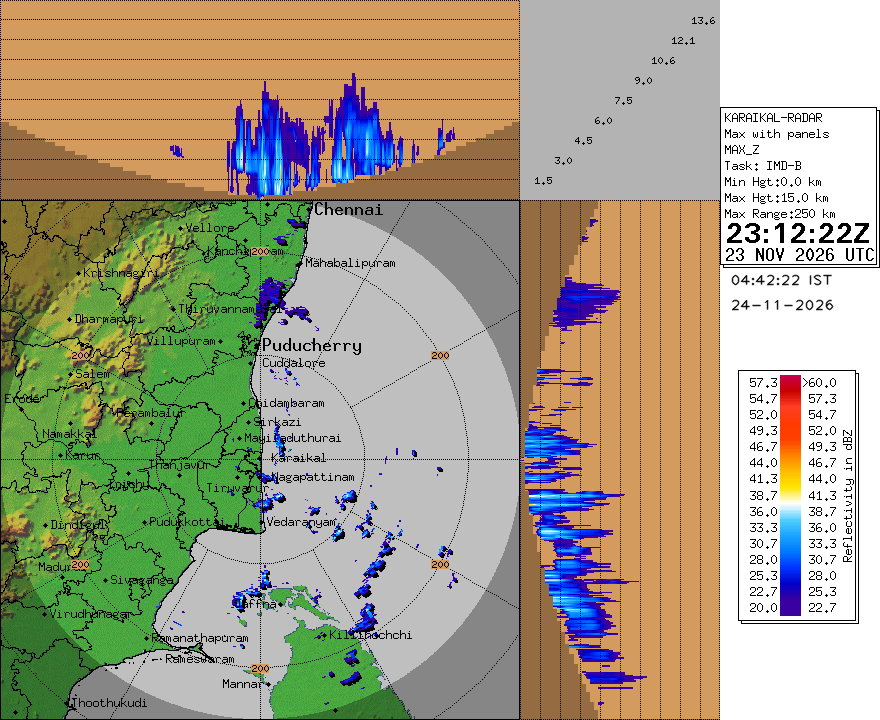 13.6
12.1
10.6
9.0
7.5
6.0
4.5
3.0
1.5
KARAIKAL-RADAR
Max with panels
MAX_Z
Task: IMD-B
Min Hgt:0.0 km
Max Hgt:15.0 km
Max Range:250 km
23:12:22Z
23 NOV 2026 UTC
04:42:22 IST
24-11-2026
Chennai
Vellore
200
Mahabalipuram
Krishnagiri
Dharmapuri
Villupuram
Puducherry
200
200
Cuddalore
Salem
Chidambaram
Perambalur
Sirkazi
Namakkal
Mayiladuthurai
Karur
Karaikal
Thanjavur
Nagapattinam
Tiruvarur
Dindigul
Pudukkottai
Vedaranyam
200
200
Sivaganga
Jaffna
Virudhunagar
Ramanathapuram
Killinochchi
Rameswaram
200
Mannar
Thoothukudi
57.3 >60.0
54.7 57.3
52.0 54.7
49.3 52.0
46.7 49.3
44.0 46.7
41.3 44.0
38.7 41.3
36.0 38.7
33.3 36.0
30.7 33.3
28.0 30.7
25.3 28.0
22.7 25.3
20.0 22.7
Reflectivity in dBZ